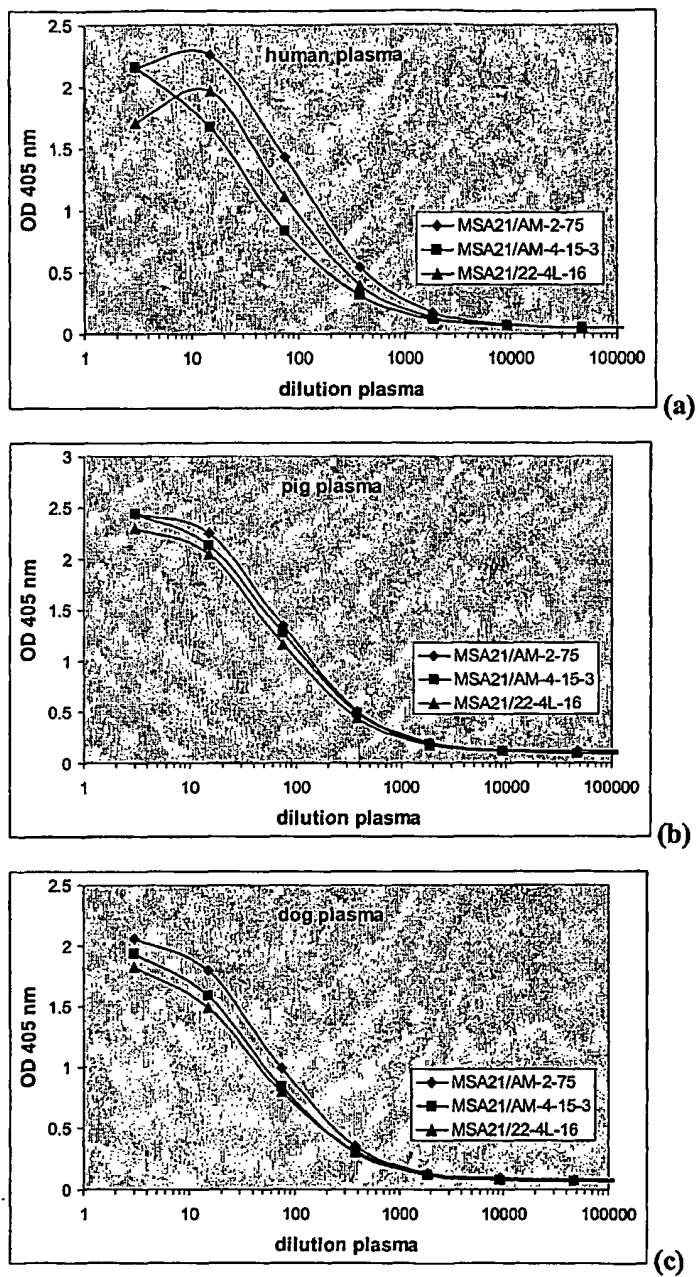 2.5
2
1.5
1
0.5
0
OD 405 nm
human plasma
MSA21/AM-2-75
MSA21/AM-4-15-3
MSA21/22-4L-16
1 10 100 1000 10000 100000
dilution plasma
(a)
3
2.5
2
1.5
1
0.5
0
OD 405 nm
pig plasma
MSA21/AM-2-75
MSA21/AM-4-15-3
MSA21/22-4L-16
1 10 100 1000 10000 100000
dilution plasma
(b)
2.5
2
1.5
1
0.5
0
OD 405 nm
dog plasma
MSA21/AM-2-75
MSA21/AM-4-15-3
MSA21/22-4L-16
1 10 100 1000 10000 100000
dilution plasma
(c)